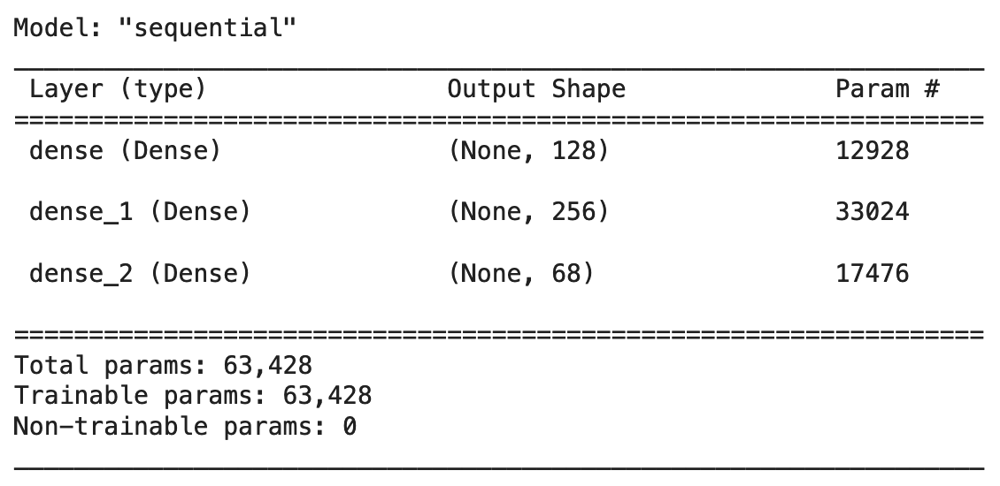 Model: "sequential"
_________________________________________________________________
Layer (type) Output Shape Param #
=================================================================
dense (Dense) (None, 128) 12928
dense_1 (Dense) (None, 256) 33024
dense_2 (Dense) (None, 68) 17476
=================================================================
Total params: 63,428
Trainable params: 63,428
Non-trainable params: 0
_________________________________________________________________